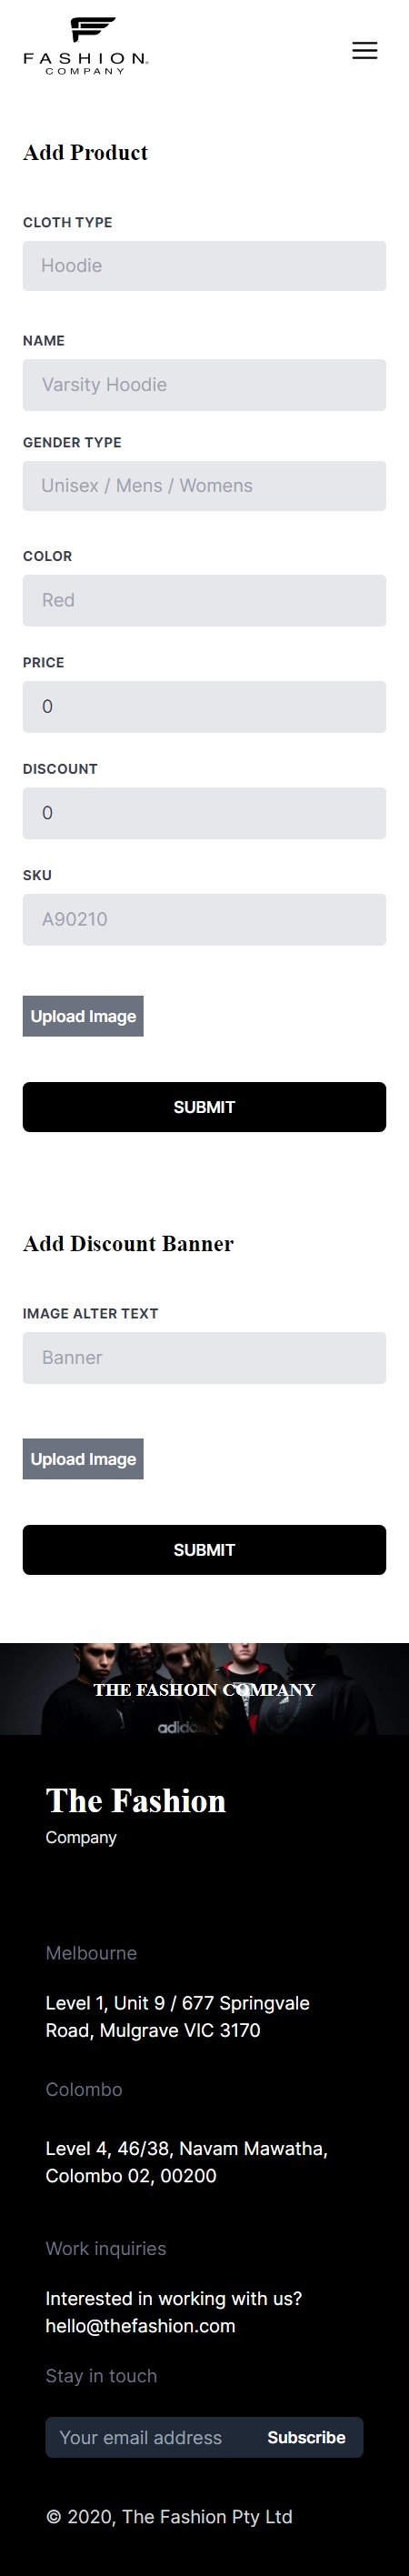 FASHION
COMPANY
Add Product
CLOTH TYPE
Hoodie
NAME
Varsity Hoodie
GENDER TYPE
Unisex / Mens / Womens
COLOR
Red
PRICE
0
DISCOUNT
0
SKU
A90210
Upload Image
SUBMIT
Add Discount Banner
IMAGE ALTER TEXT
Banner
Upload Image
SUBMIT
THE FASHOIN COMPANY
adidas
The Fashion
Company
Melbourne
Level 1, Unit 9 / 677 Springvale
Road, Mulgrave VIC 3170
Colombo
Level 4, 46/38, Navam Mawatha,
Colombo 02, 00200
Work inquiries
Interested in working with us?
hello@thefashion.com
Stay in touch
Your email address Subscribe
© 2020, The Fashion Pty Ltd